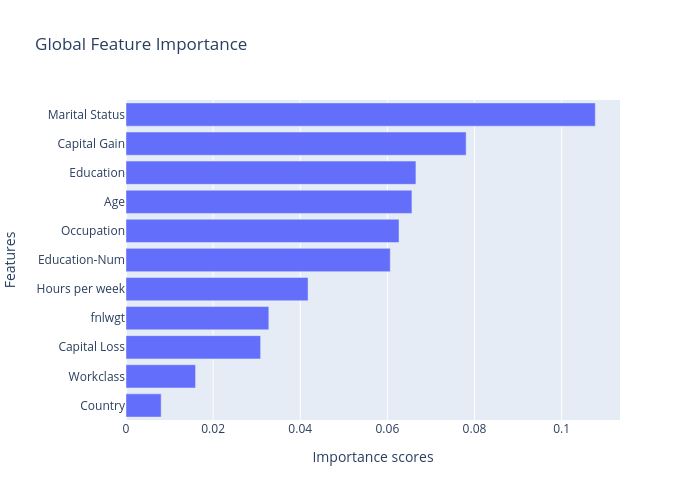 Global Feature Importance
Marital Status
Capital Gain
Education
Age
Occupation
Education-Num
Hours per week
fnlwgt
Capital Loss
Workclass
Country
Features
0
0.02
0.04
0.06
0.08
0.1
Importance scores